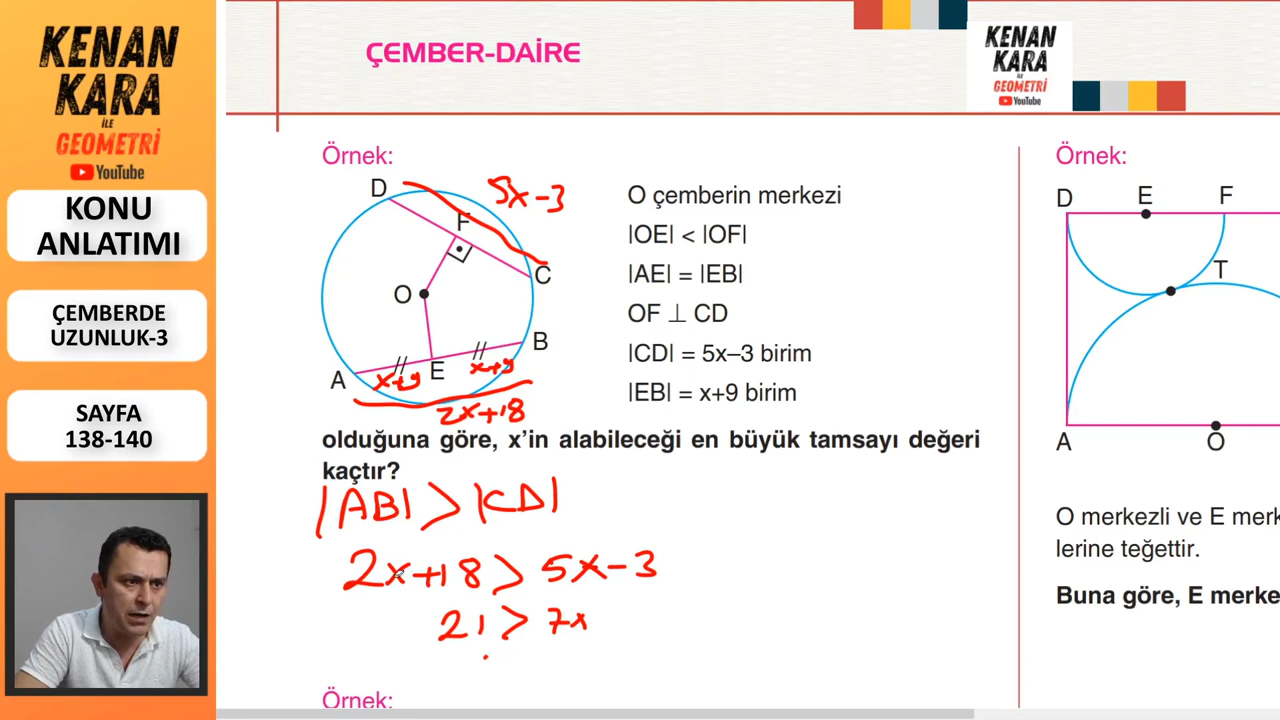 KENAN
KARA
İLE
GEOMETRİ
YouTube
KONU
ANLATIMI
ÇEMBERDE
UZUNLUK-3
SAYFA
138-140
ÇEMBER-DAİRE
KENAN
KARA
İLE
GEOMETRİ
YouTube
Örnek:
D
5x-3
F
C
O
B
A
E
x+9
x+9
2x+18
O çemberin merkezi
|OE| < |OF|
|AE| = |EB|
OF ⊥ CD
|CD| = 5x–3 birim
|EB| = x+9 birim
olduğuna göre, x'in alabileceği en büyük tamsayı değeri
kaçtır?
|AB| > |CD|
2x+18 > 5x-3
21 > 7x
Örnek:
Örnek:
D
E
F
T
A
O
O merkezli ve E merk
lerine teğettir.
Buna göre, E merke